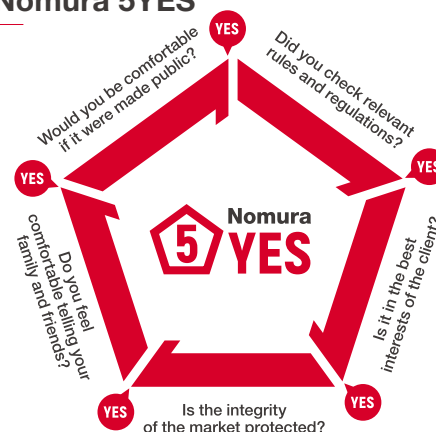 Nomura 5YES
YES
Did you check relevant
rules and regulations?
YES
Is it in the best
interests of the client?
YES
Is the integrity
of the market protected?
YES
Do you feel
comfortable telling your
family and friends?
YES
Would you be comfortable
if it were made public?
5
Nomura
YES